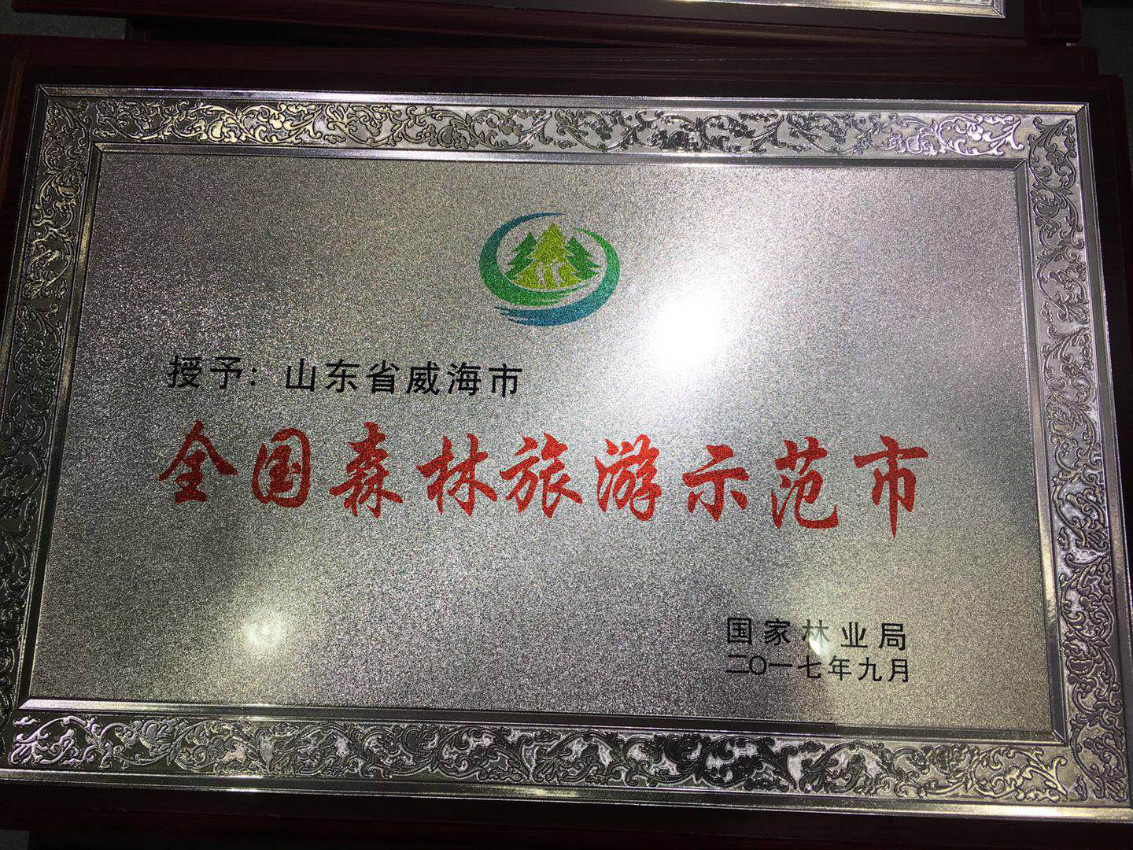 授予：山东省威海市
全国森林旅游示范市
国家林业局
二〇一七年九月